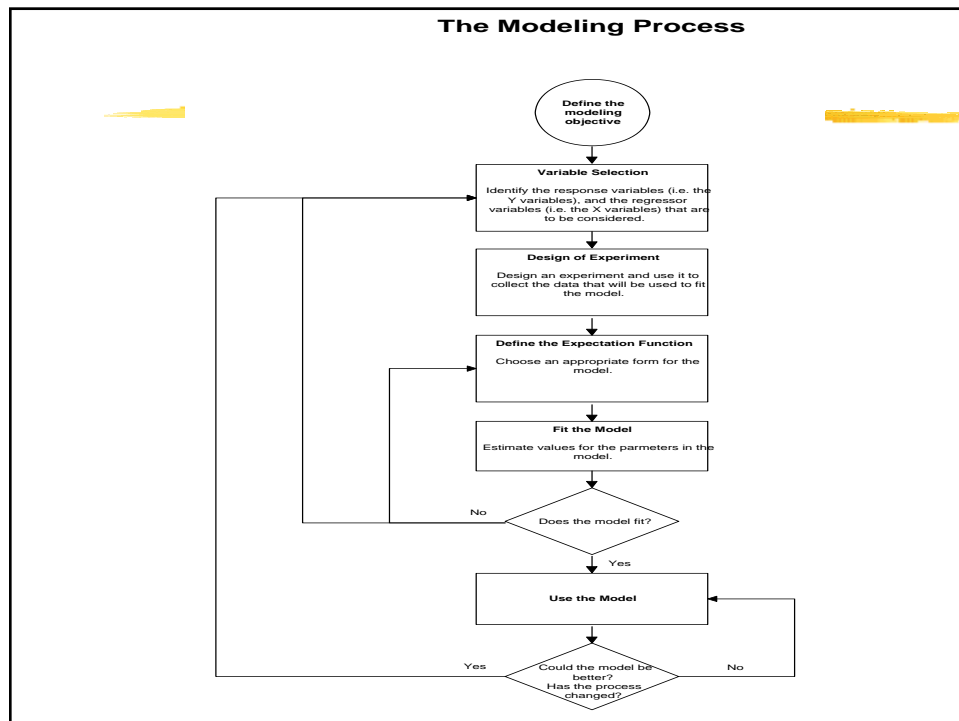 The Modeling Process
Define the
modeling
objective
Variable Selection
Identify the response variables (i.e. the
Y variables), and the regressor
variables (i.e. the X variables) that are
to be considered.
Design of Experiment
Design an experiment and use it to
collect the data that will be used to fit
the model.
Define the Expectation Function
Choose an appropriate form for the
model.
Fit the Model
Estimate values for the parmeters in the
model.
No
Does the model fit?
Yes
Use the Model
Yes
Could the model be
better?
Has the process
changed?
No